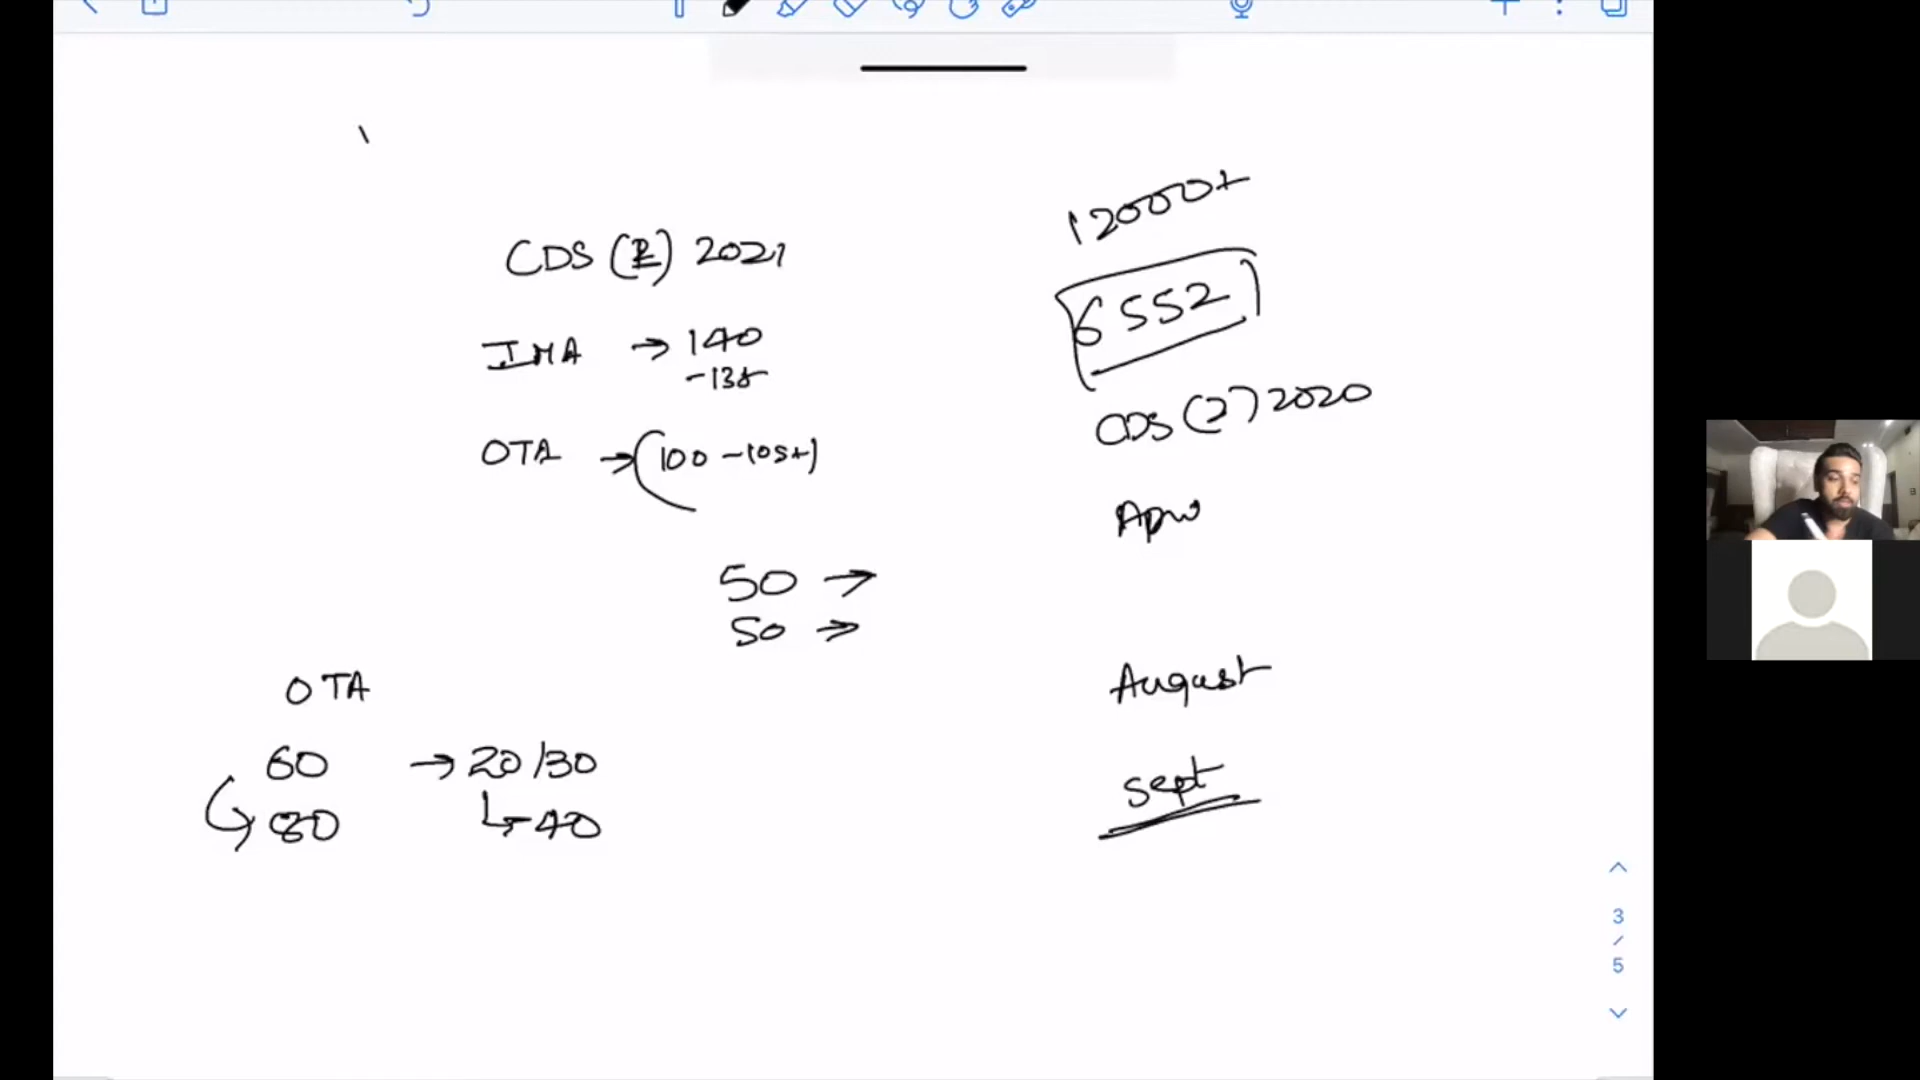 CDS (2) 2021
IMA → 140
-138
OTA → (100 - 105+)
50 →
50 →
OTA
60 → 20/30
80 ↳ 40
12000+
6552
CDS (2) 2020
August
Sept
3
/
5